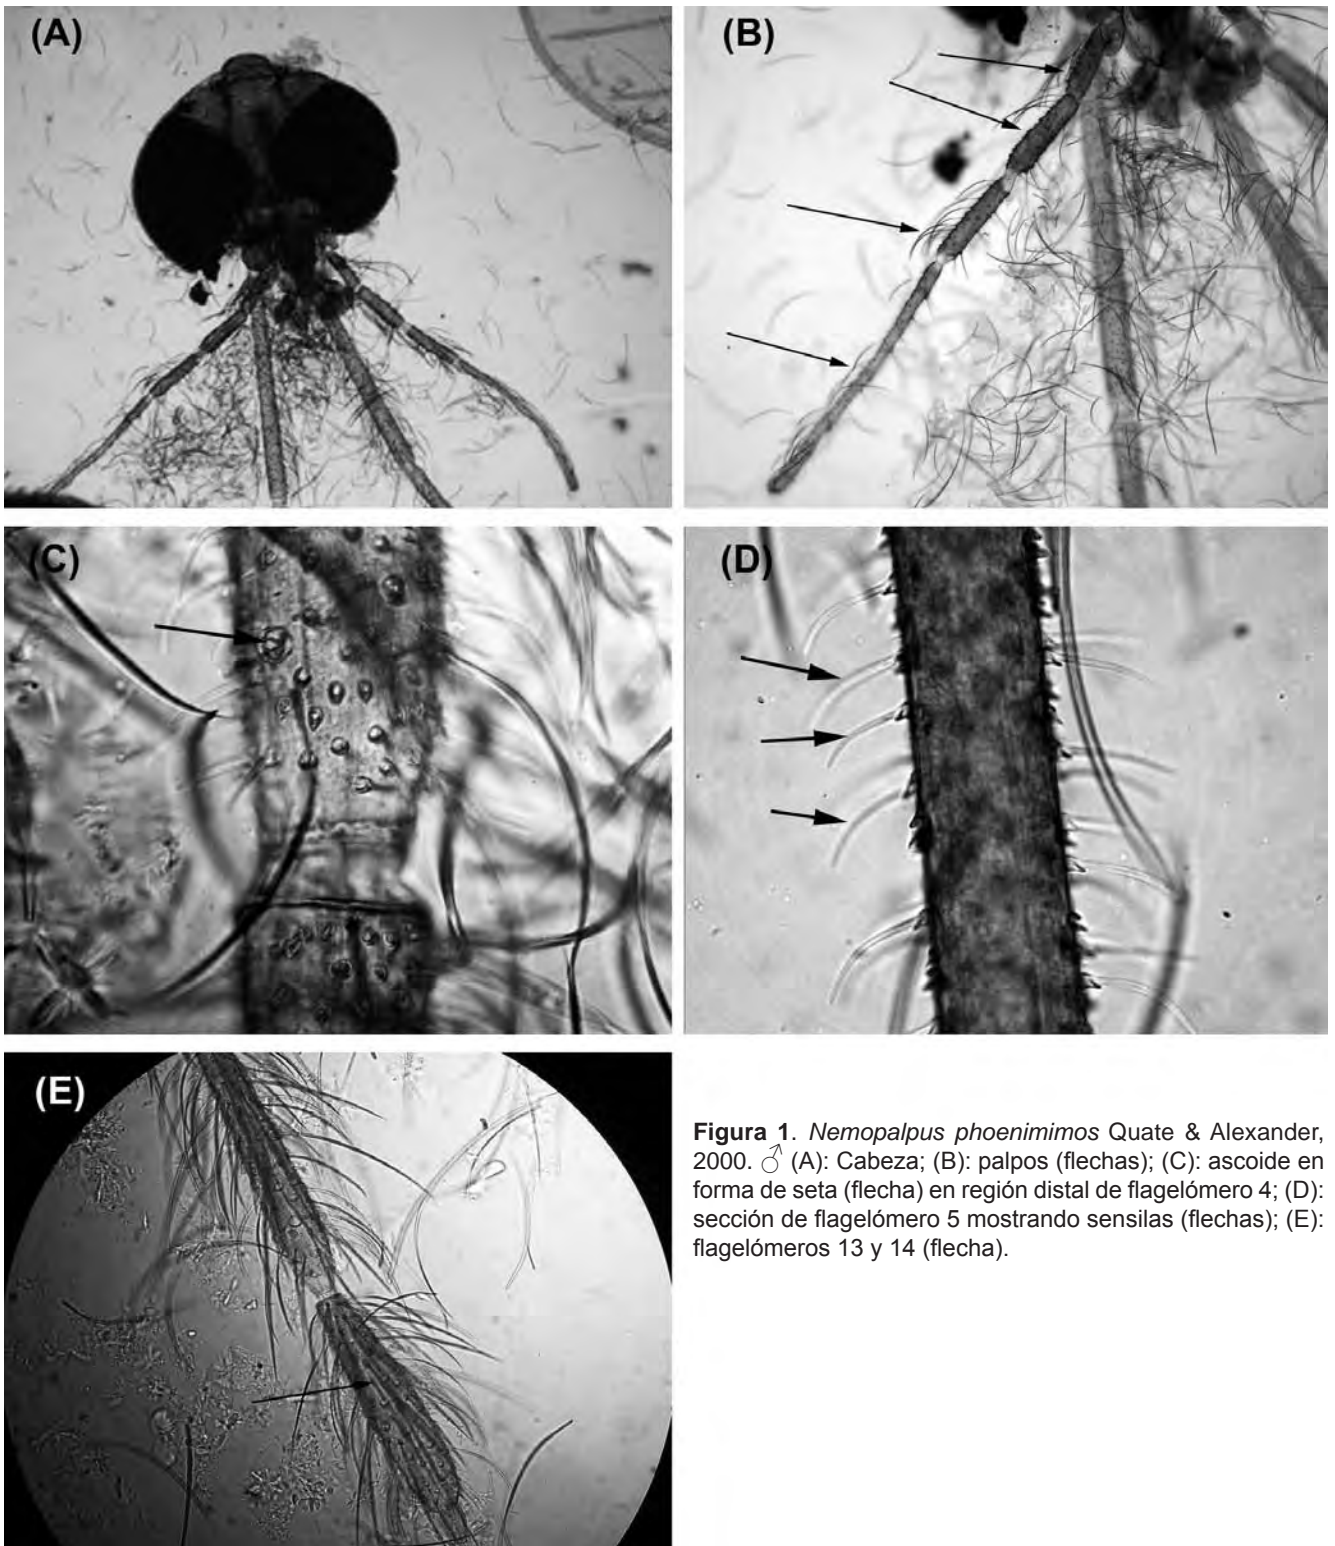 (A)
(B)
(C)
(D)
(E)
Figura 1. Nemopalpus phoenimimos Quate & Alexander,
2000. ♂ (A): Cabeza; (B): palpos (flechas); (C): ascoide en
forma de seta (flecha) en región distal de flagelómero 4; (D):
sección de flagelómero 5 mostrando sensilas (flechas); (E):
flagelómeros 13 y 14 (flecha).